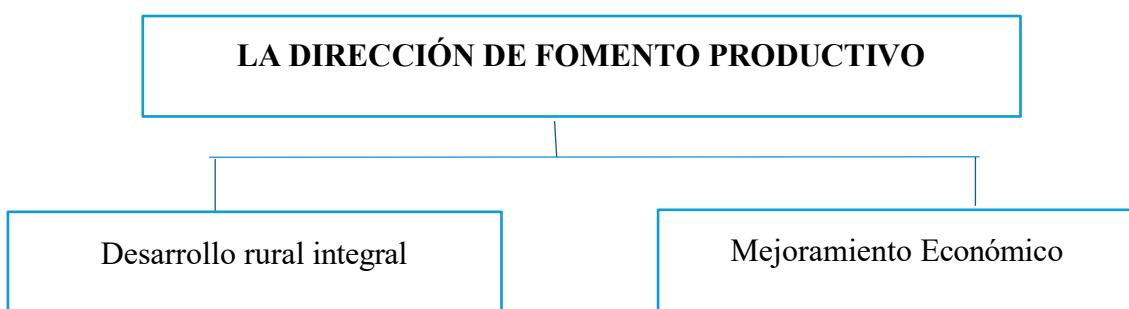 LA DIRECCIÓN DE FOMENTO PRODUCTIVO
Desarrollo rural integral
Mejoramiento Económico